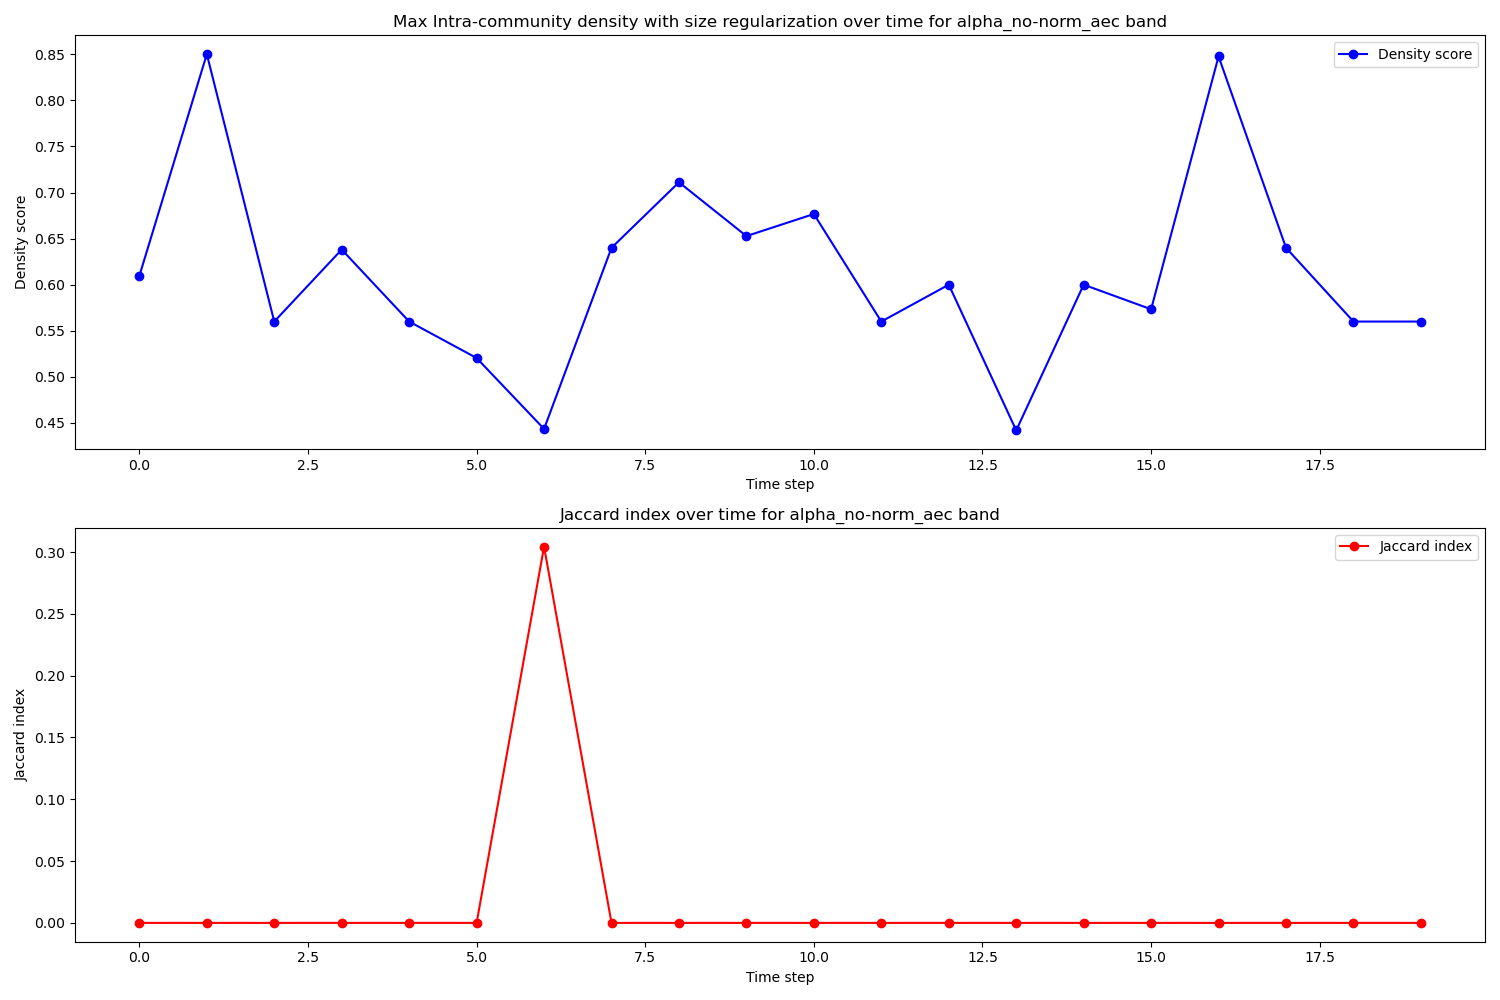 Max Intra-community density with size regularization over time for alpha_no-norm_aec band
Density score
0.85
0.80
0.75
0.70
0.65
0.60
0.55
0.50
0.45
Density score
0.0 2.5 5.0 7.5 10.0 12.5 15.0 17.5
Time step
Jaccard index over time for alpha_no-norm_aec band
Jaccard index
0.30
0.25
0.20
0.15
0.10
0.05
0.00
Jaccard index
0.0 2.5 5.0 7.5 10.0 12.5 15.0 17.5
Time step